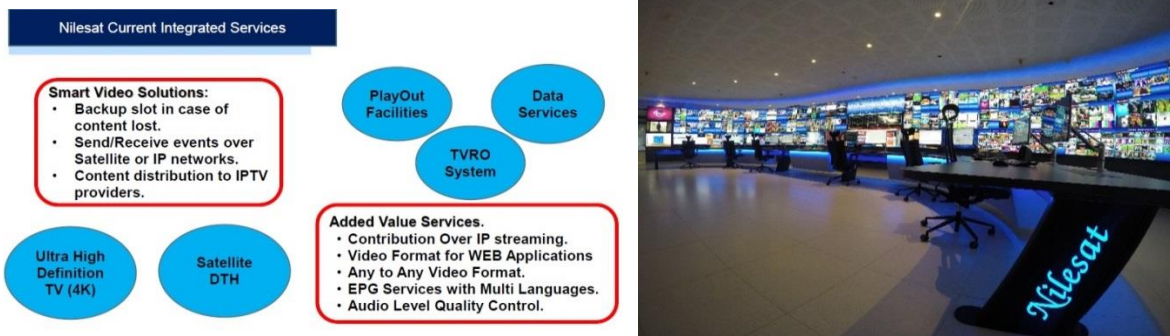 Nilesat Current Integrated Services
Smart Video Solutions:
• Backup slot in case of
content lost.
• Send/Receive events over
Satellite or IP networks.
• Content distribution to IPTV
providers.
PlayOut
Facilities
Data
Services
TVRO
System
Ultra High
Definition
TV (4K)
Satellite
DTH
Added Value Services.
• Contribution Over IP streaming.
• Video Format for WEB Applications
• Any to Any Video Format.
• EPG Services with Multi Languages.
• Audio Level Quality Control.
Nilesat